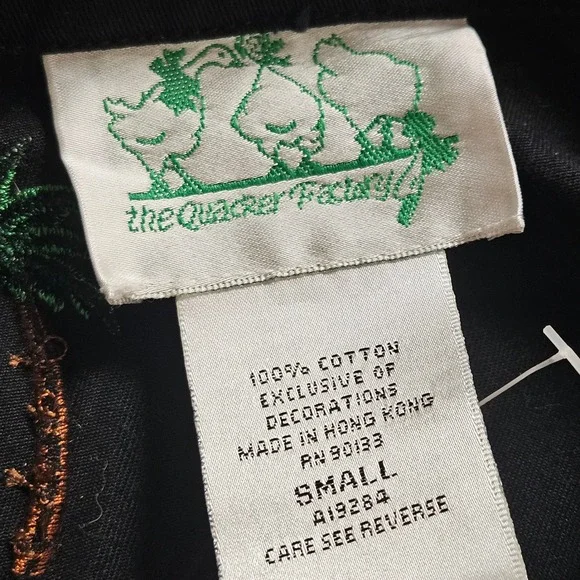 the Quacker Factory
100% COTTON
EXCLUSIVE OF
DECORATIONS
MADE IN HONG KONG
RN 90133
SMALL
A19284
CARE SEE REVERSE